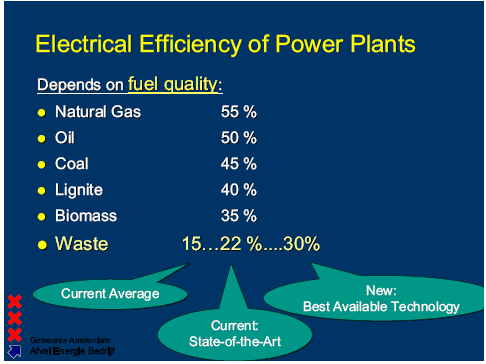 Electrical Efficiency of Power Plants
Depends on fuel quality:
● Natural Gas 55 %
● Oil 50 %
● Coal 45 %
● Lignite 40 %
● Biomass 35 %
● Waste 15…22 %....30%
Current Average
Current:
State-of-the-Art
New:
Best Available Technology
Gemeente Amsterdam
Afval Energie Bedrijf